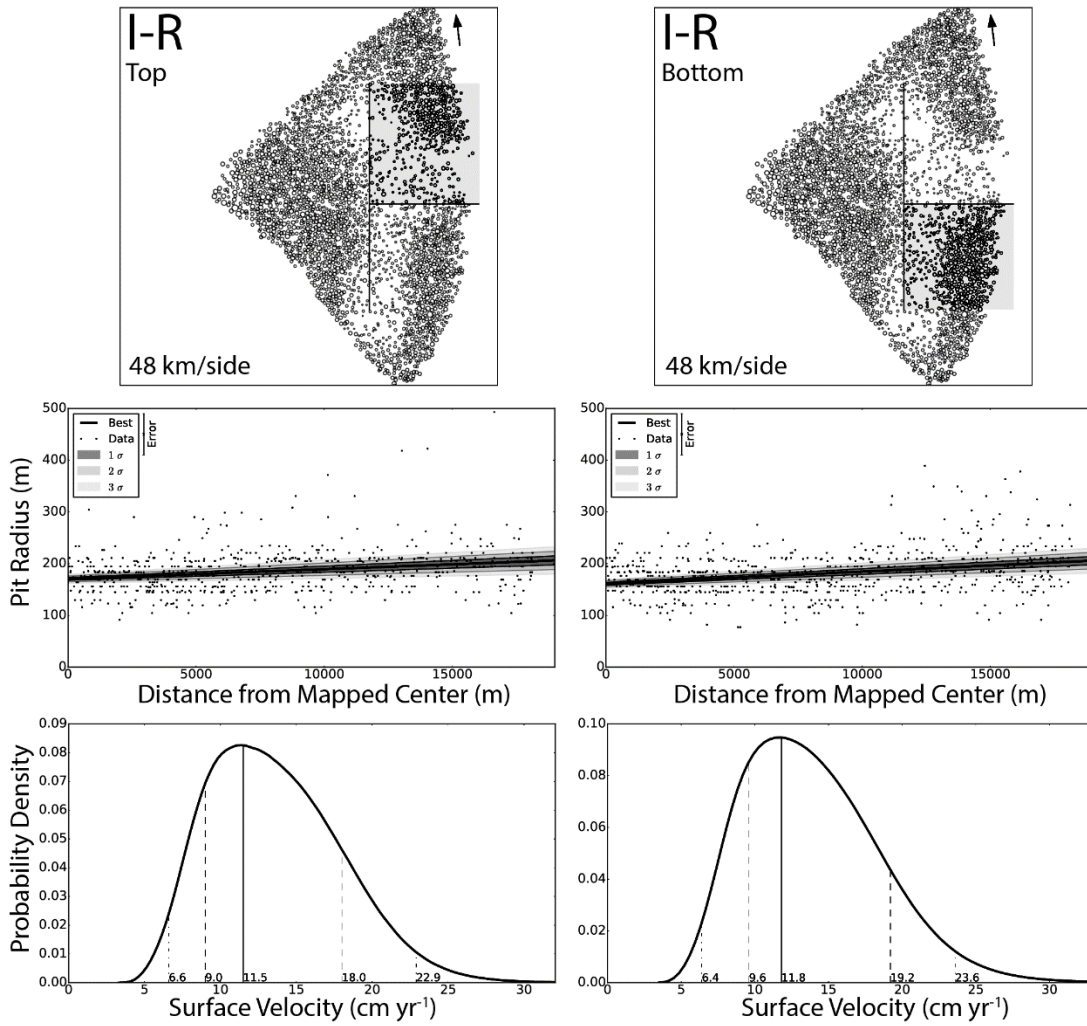 I-R
Top
48 km/side
I-R
Bottom
48 km/side
500
400
300
200
100
0
Pit Radius (m)
Best
Data
1 σ
2 σ
3 σ
Error
0 5000 10000 15000
Distance from Mapped Center (m)
500
400
300
200
100
0
Best
Data
1 σ
2 σ
3 σ
Error
0 5000 10000 15000
Distance from Mapped Center (m)
0.09
0.08
0.07
0.06
0.05
0.04
0.03
0.02
0.01
0.00
Probability Density
6.6 9.0 11.5 18.0 22.9
0 5 10 15 20 25 30
Surface Velocity (cm yr⁻¹)
0.10
0.08
0.06
0.04
0.02
0.00
6.4 9.6 11.8 19.2 23.6
0 5 10 15 20 25 30
Surface Velocity (cm yr⁻¹)